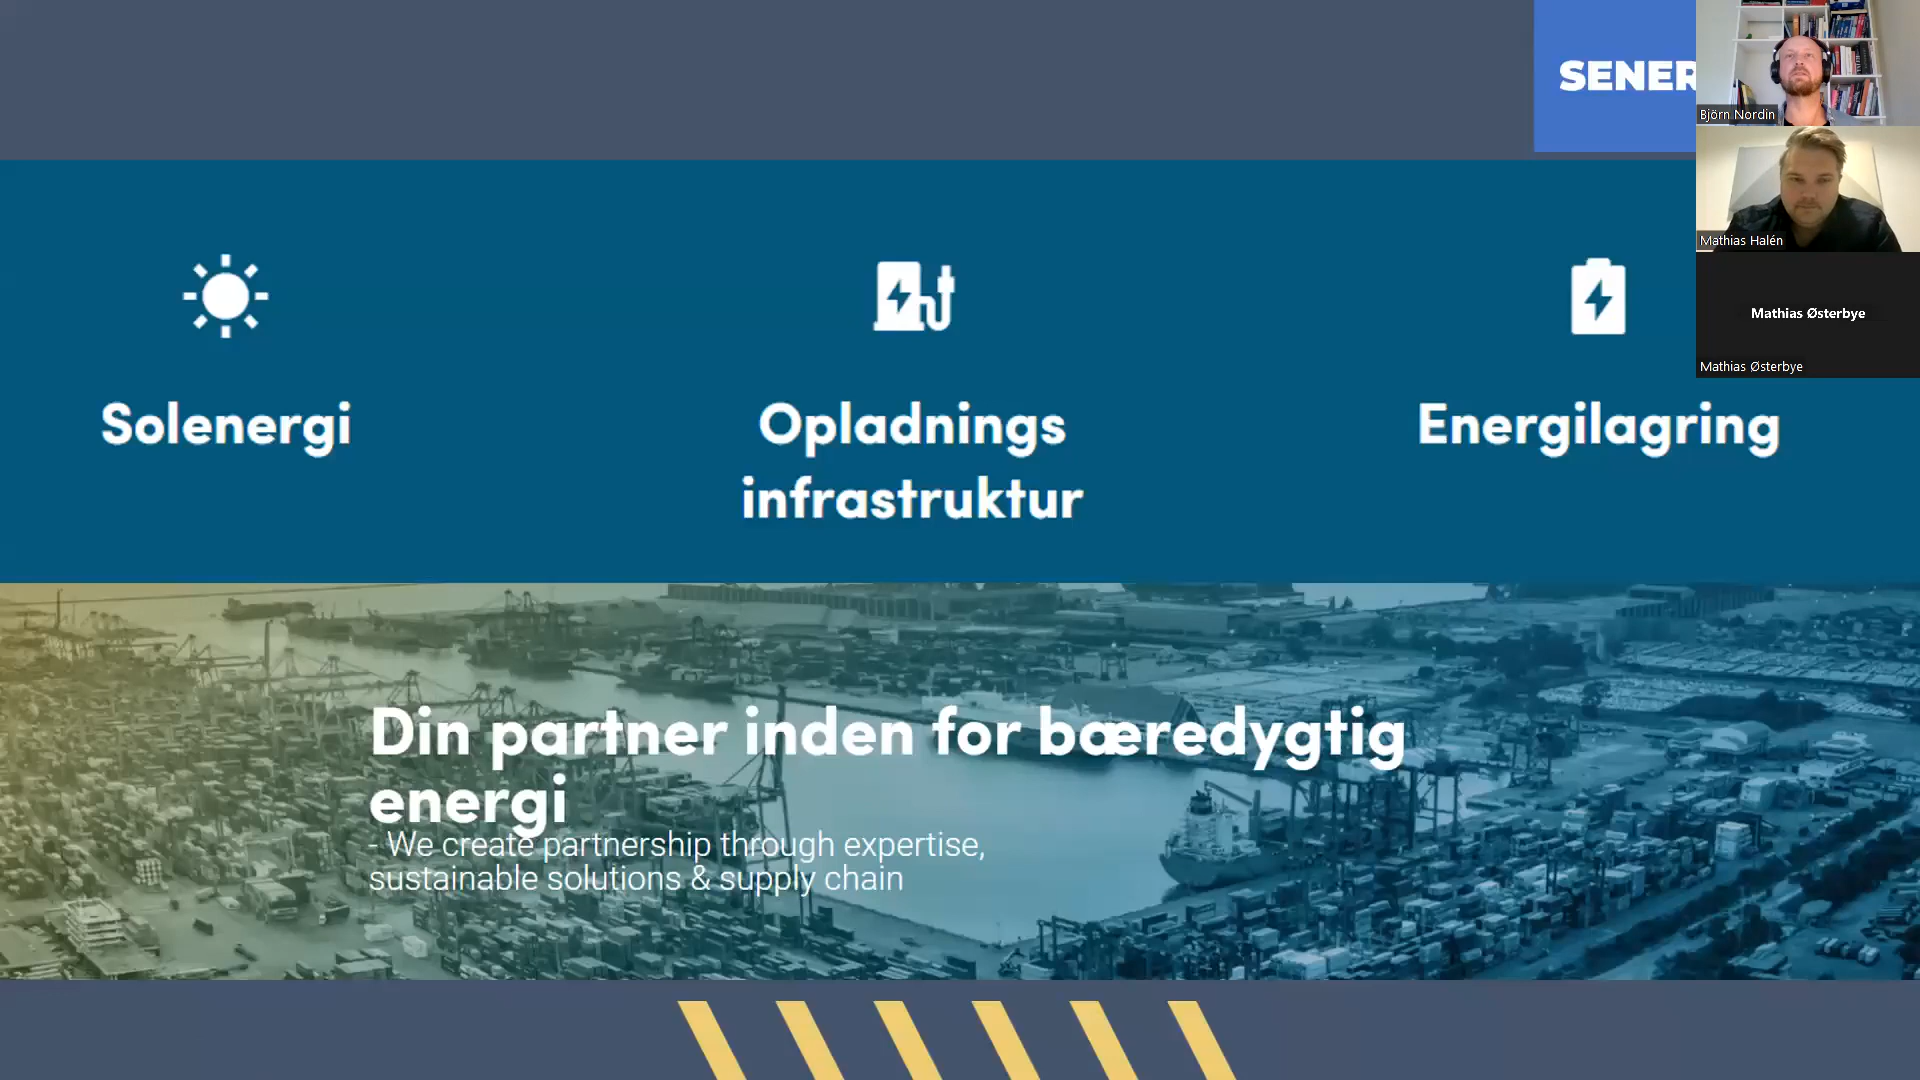 SENER
Björn Nordin
Mathias Halén
Mathias Østerbye
Mathias Østerbye
Solenergi
Opladnings
infrastruktur
Energilagring
Din partner inden for bæredygtig
energi
- We create partnership through expertise,
sustainable solutions & supply chain